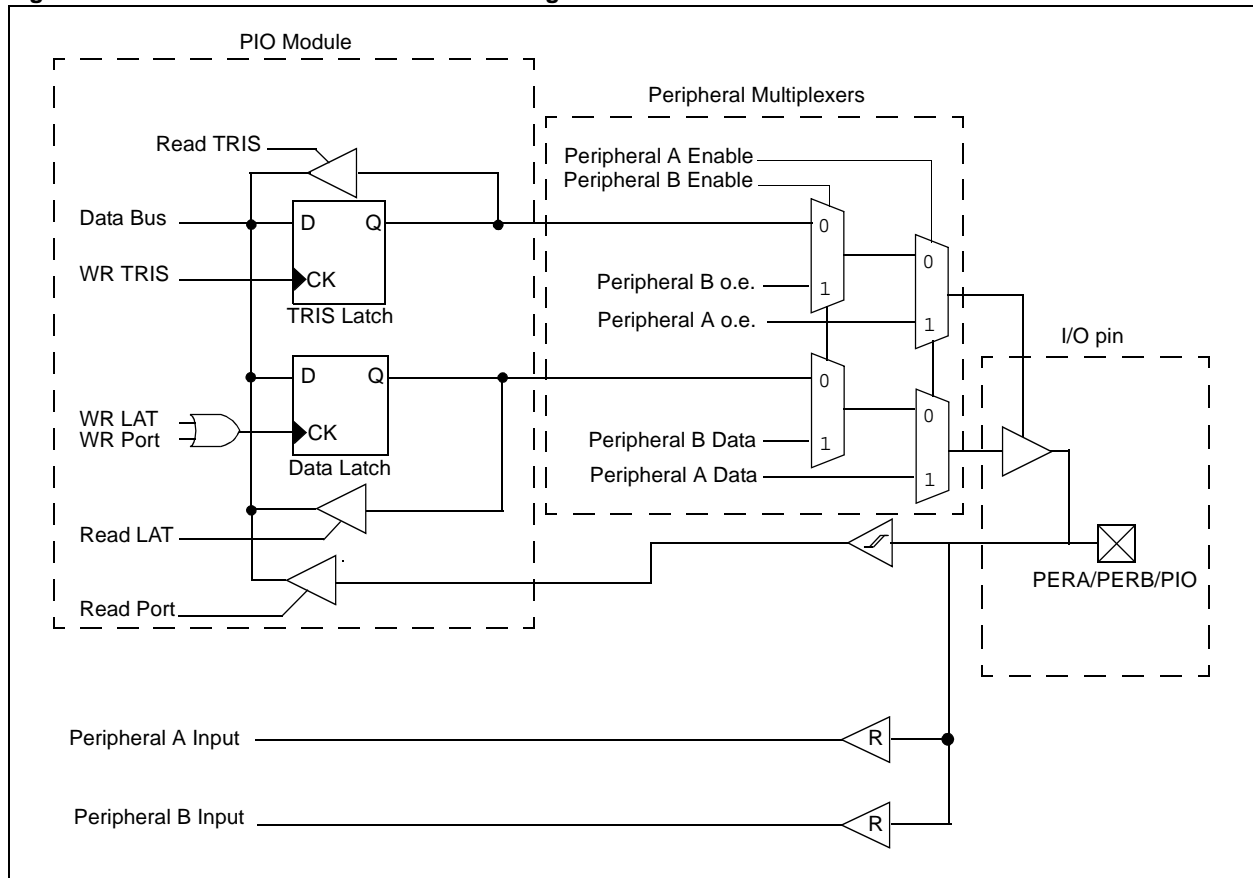 PIO Module
Peripheral Multiplexers
Read TRIS
Peripheral A Enable
Peripheral B Enable
Data Bus
D Q
0
WR TRIS
CK
0
Peripheral B o.e.
1
TRIS Latch
Peripheral A o.e.
1
I/O pin
D Q
0
WR LAT
WR Port
CK
0
Peripheral B Data
1
Data Latch
Peripheral A Data
1
Read LAT
PERA/PERB/PIO
Read Port
Peripheral A Input
R
Peripheral B Input
R